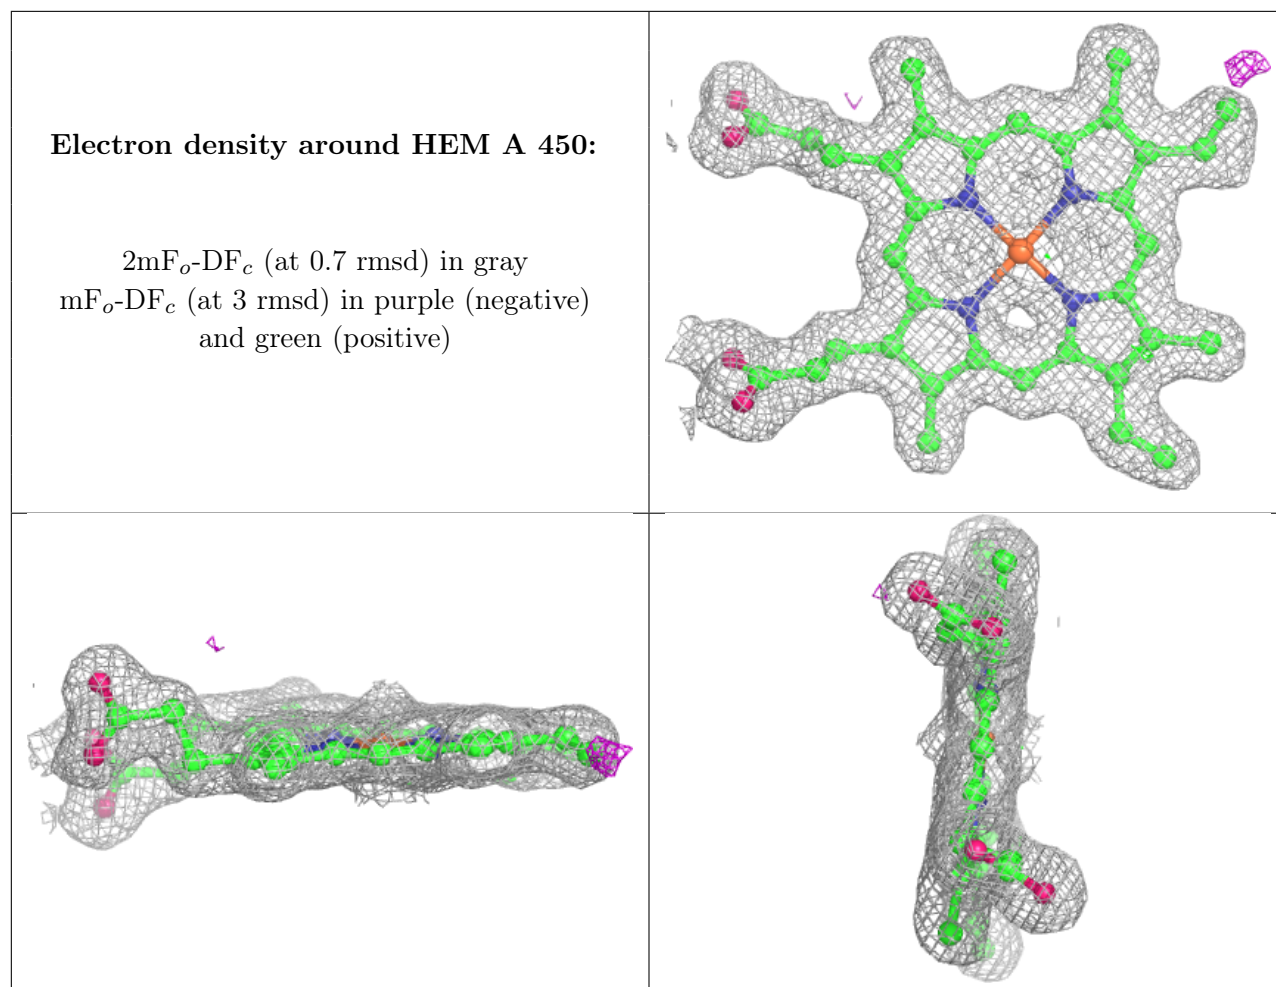 Electron density around HEM A 450:
2mFₒ-DF𝒸 (at 0.7 rmsd) in gray
mFₒ-DF𝒸 (at 3 rmsd) in purple (negative)
and green (positive)